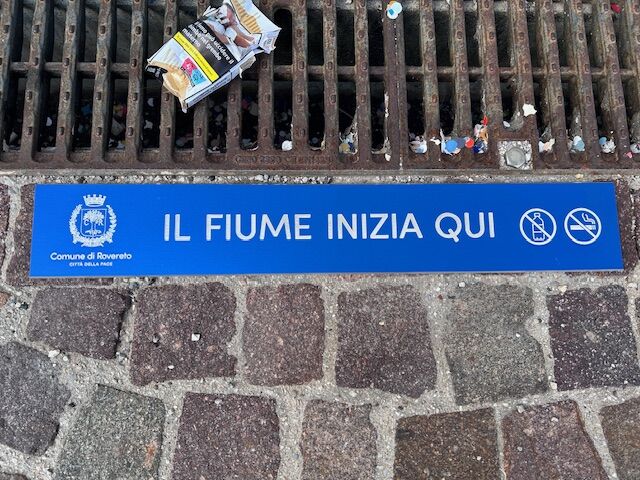 IL FIUME INIZIA QUI
Comune di Rovereto
CITTÀ DELLA PACE